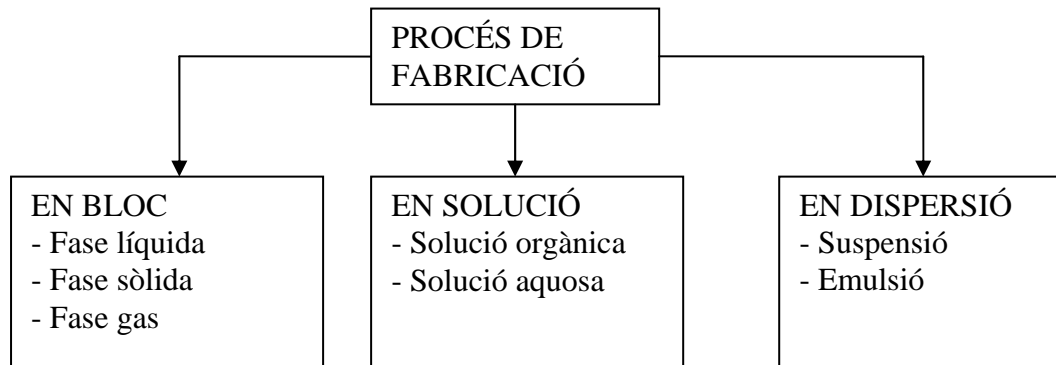 PROCÉS DE
FABRICACIÓ
EN BLOC
- Fase líquida
- Fase sòlida
- Fase gas
EN SOLUCIÓ
- Solució orgànica
- Solució aquosa
EN DISPERSIÓ
- Suspensió
- Emulsió